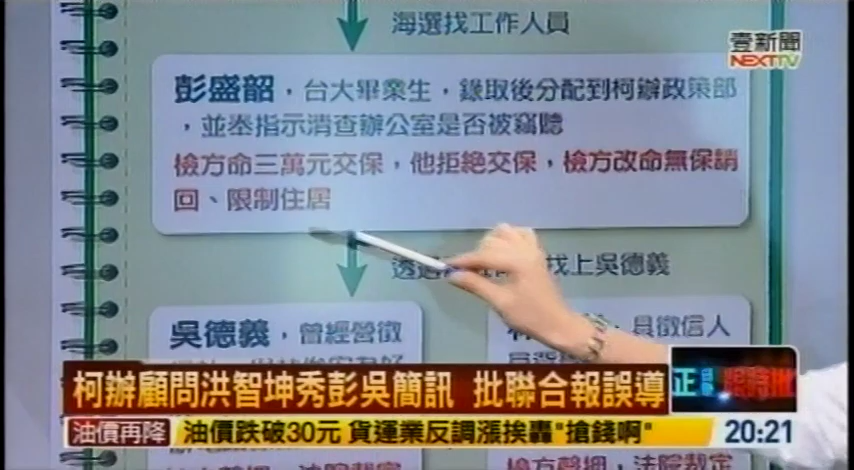 海選找工作人員
壹新聞
NEXTTV
彭盛韶，台大畢業生，錄取後分配到柯辦政策部
，並奉指示消查辦公室是否被竊聽
檢方命三萬元交保，他拒絕交保，檢方改命無保請
回、限制住居
透過 找上吳德義
吳德義，曾經營徵
具徵信人
柯辦顧問洪智坤秀彭吳簡訊 批聯合報誤導
正
油價再降
油價跌破30元 貨運業反調漲挨轟"搶錢啊"
20:21